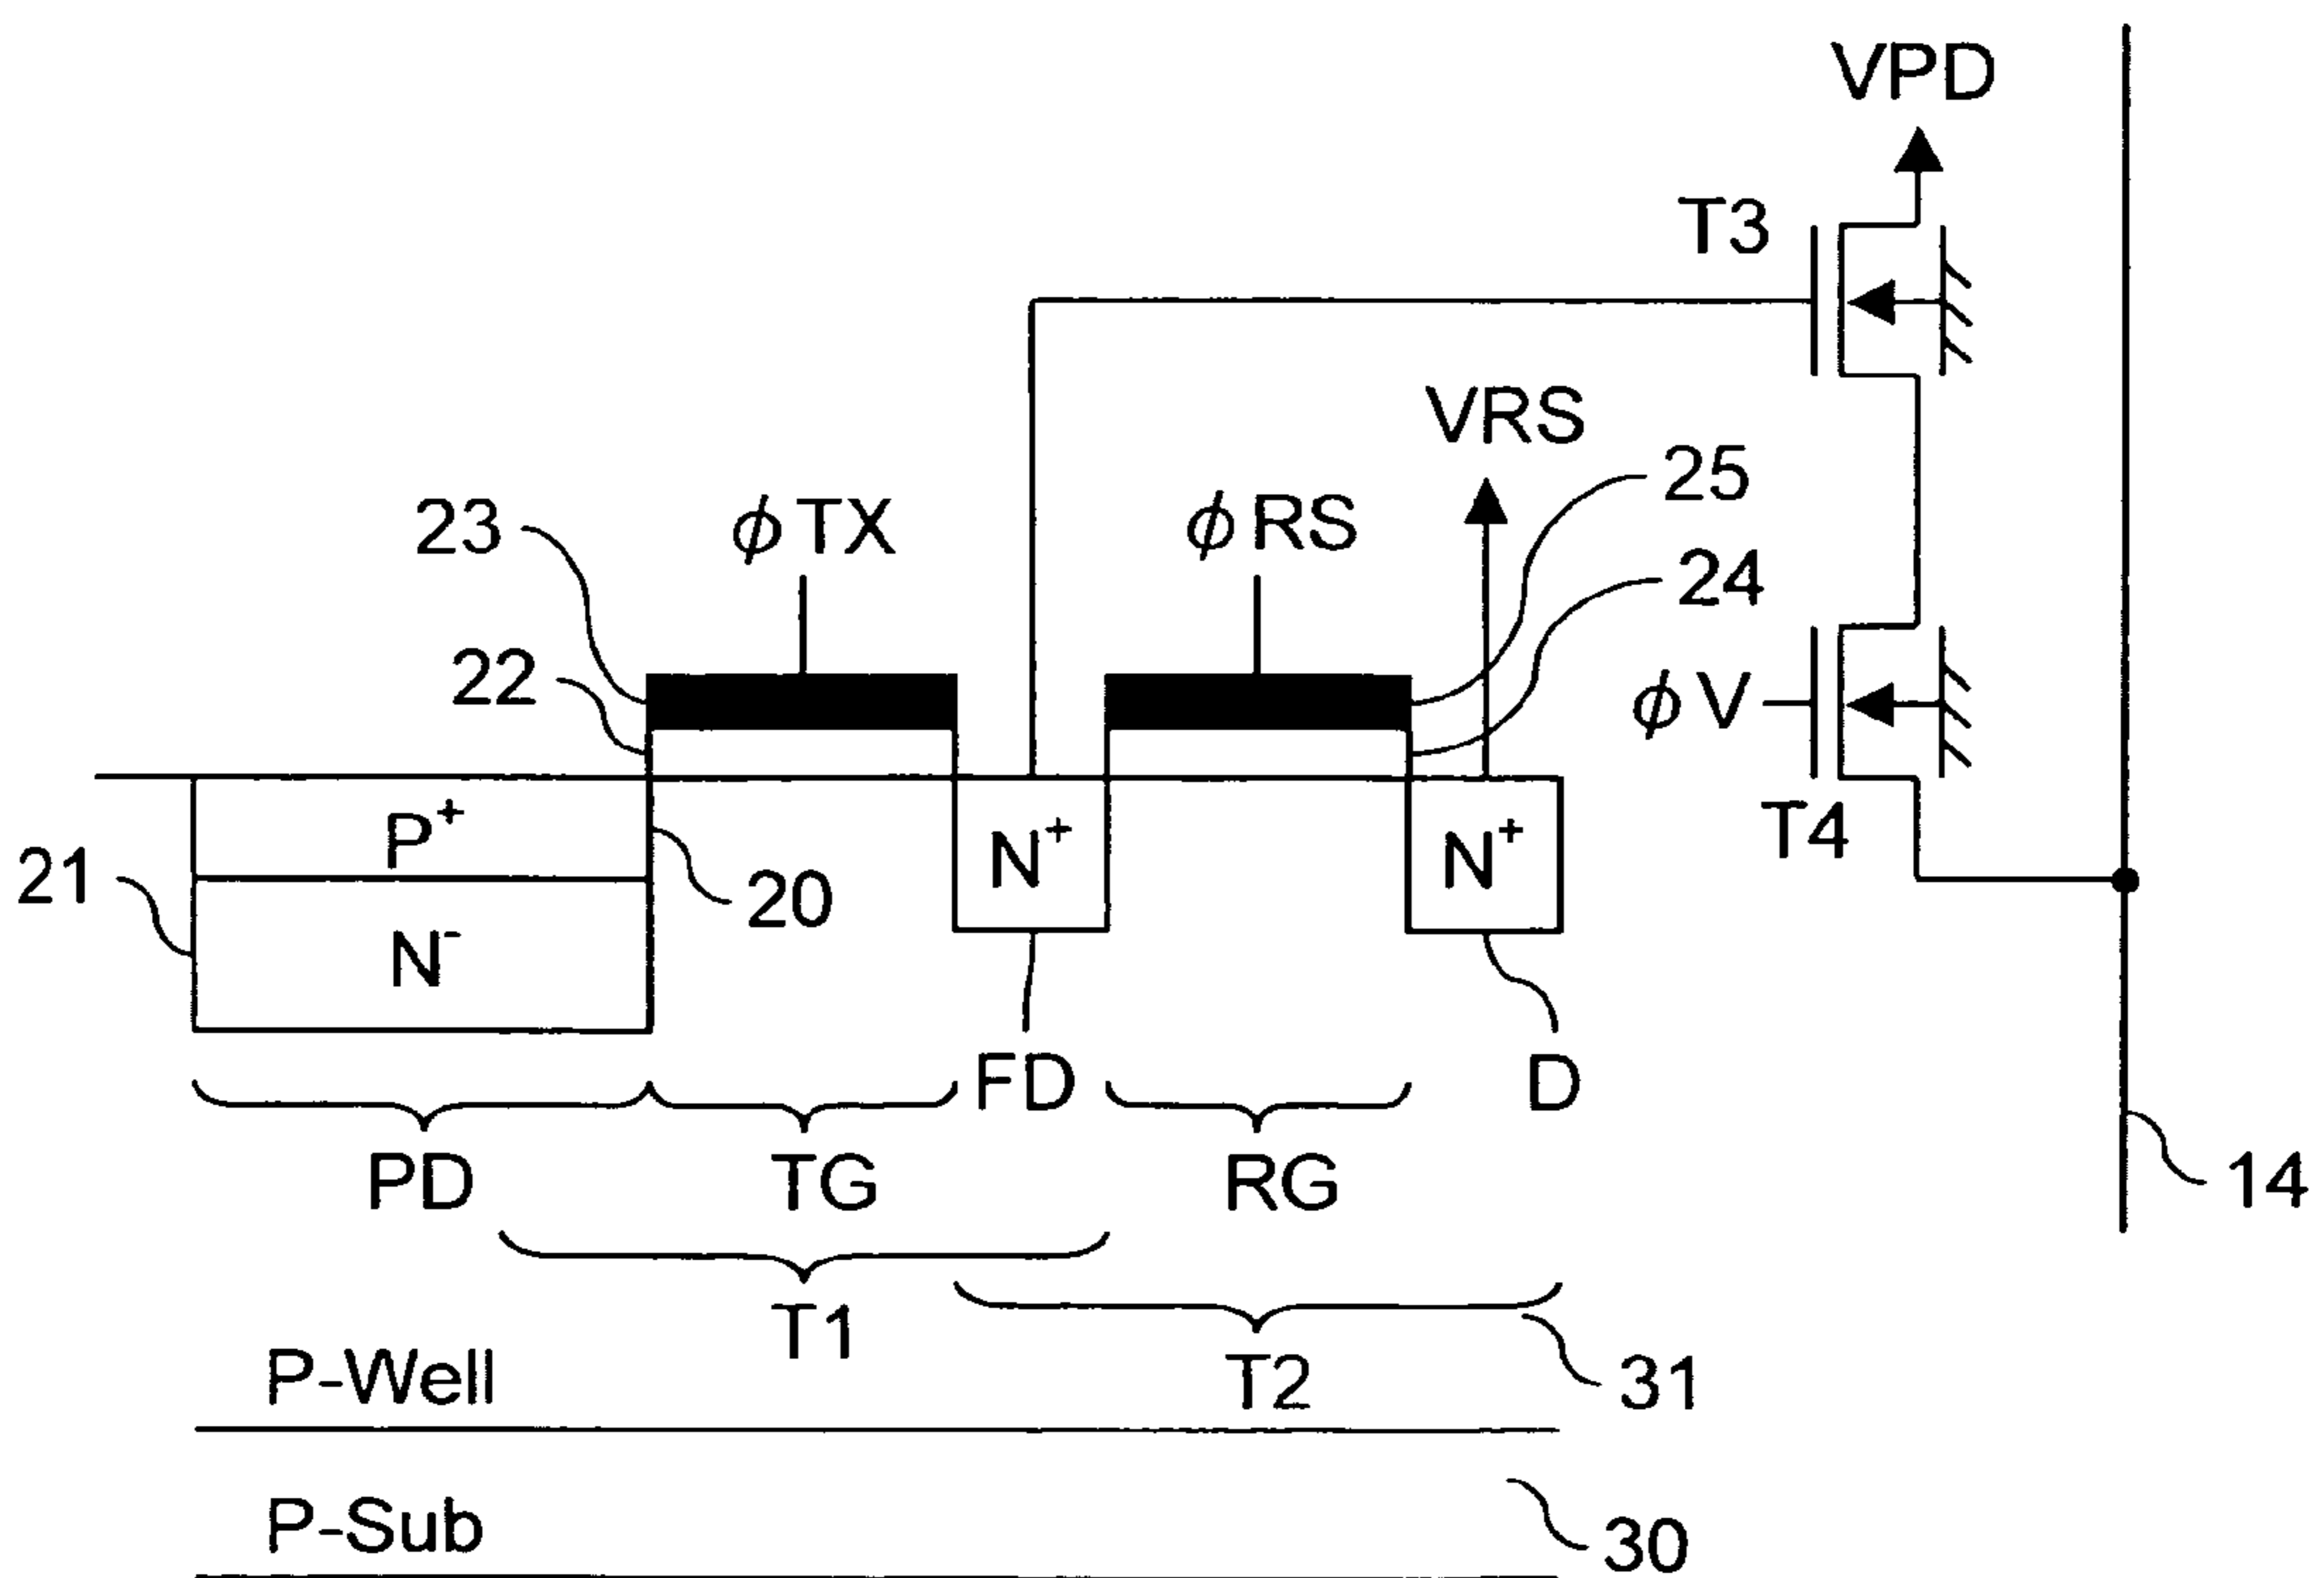 VPD
T3
VRS
25
23
φTX
φRS
24
22
φV
P+
N+
N+
T4
21
20
N-
FD
D
PD
TG
RG
14
T1
P-Well
T2
31
P-Sub
30